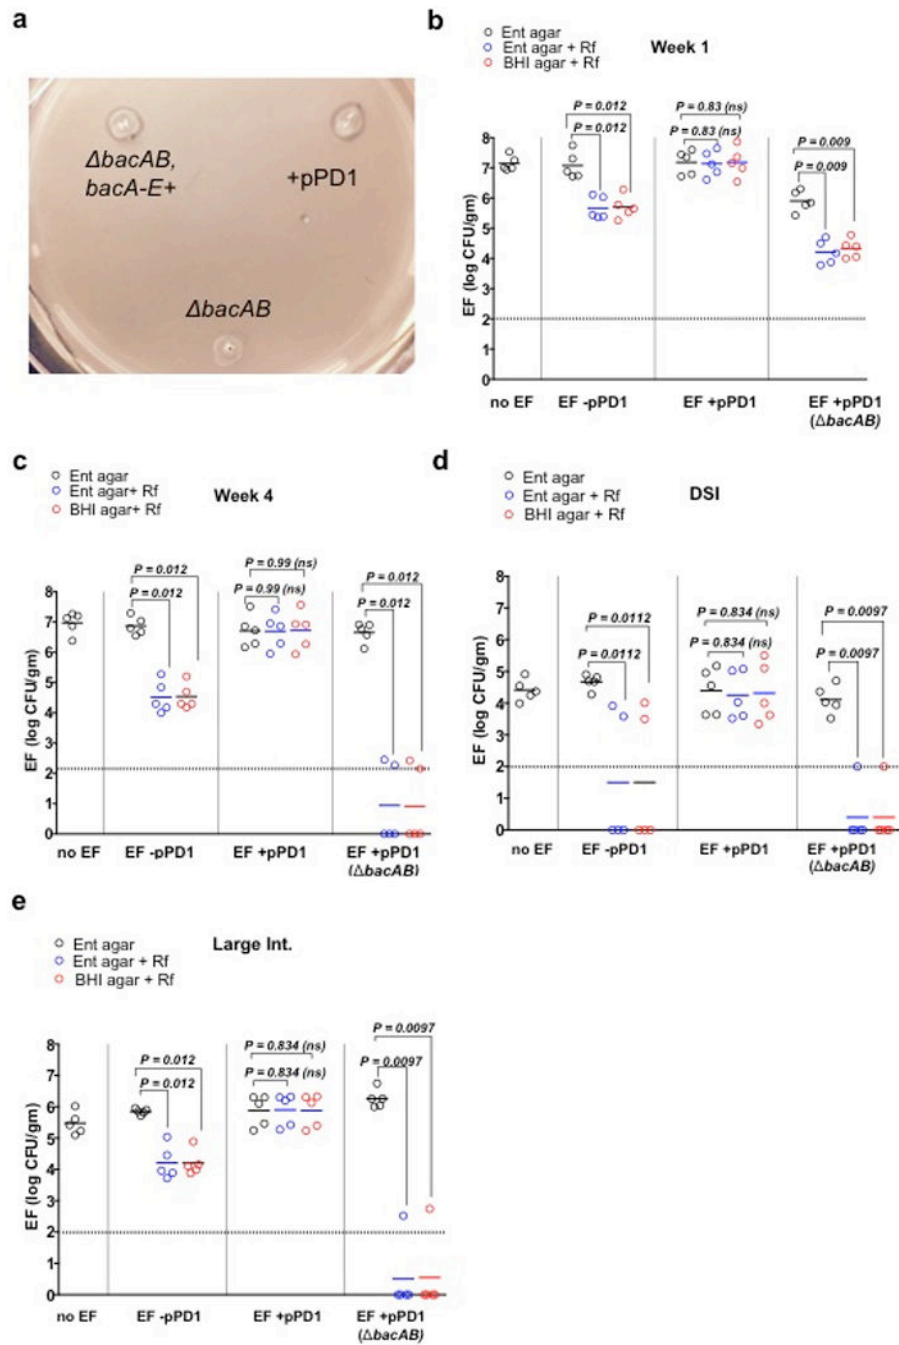 a
ΔbacAB,
bacA-E+
+pPD1
ΔbacAB
b
Ent agar
Ent agar + Rf
BHI agar + Rf
Week 1
P = 0.012
P = 0.012
P = 0.83 (ns)
P = 0.83 (ns)
P = 0.009
P = 0.009
EF (log CFU/gm)
8
7
6
5
4
3
2
1
0
no EF
EF -pPD1
EF +pPD1
EF +pPD1
(ΔbacAB)
c
Ent agar
Ent agar+ Rf
BHI agar+ Rf
Week 4
P = 0.012
P = 0.012
P = 0.99 (ns)
P = 0.99 (ns)
P = 0.012
P = 0.012
EF (log CFU/gm)
8
7
6
5
4
3
2
1
0
no EF
EF -pPD1
EF +pPD1
EF +pPD1
(ΔbacAB)
d
Ent agar
Ent agar + Rf
BHI agar + Rf
DSI
P = 0.0112
P = 0.0112
P = 0.834 (ns)
P = 0.834 (ns)
P = 0.0097
P = 0.0097
EF (log CFU/gm)
8
7
6
5
4
3
2
1
0
no EF
EF -pPD1
EF +pPD1
EF +pPD1
(ΔbacAB)
e
Ent agar
Ent agar + Rf
BHI agar + Rf
Large Int.
P = 0.012
P = 0.012
P = 0.834 (ns)
P = 0.834 (ns)
P = 0.0097
P = 0.0097
EF (log CFU/gm)
8
7
6
5
4
3
2
1
0
no EF
EF -pPD1
EF +pPD1
EF +pPD1
(ΔbacAB)